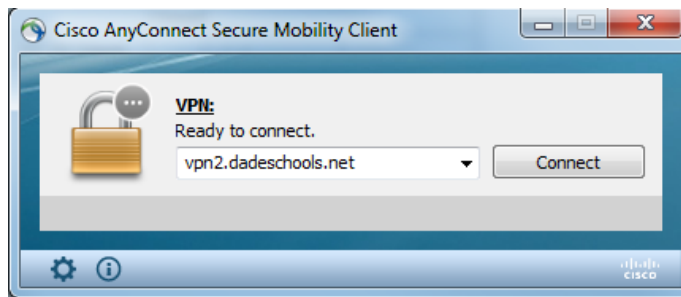 Cisco AnyConnect Secure Mobility Client
VPN:
Ready to connect.
vpn2.dadeschools.net
Connect
CISCO